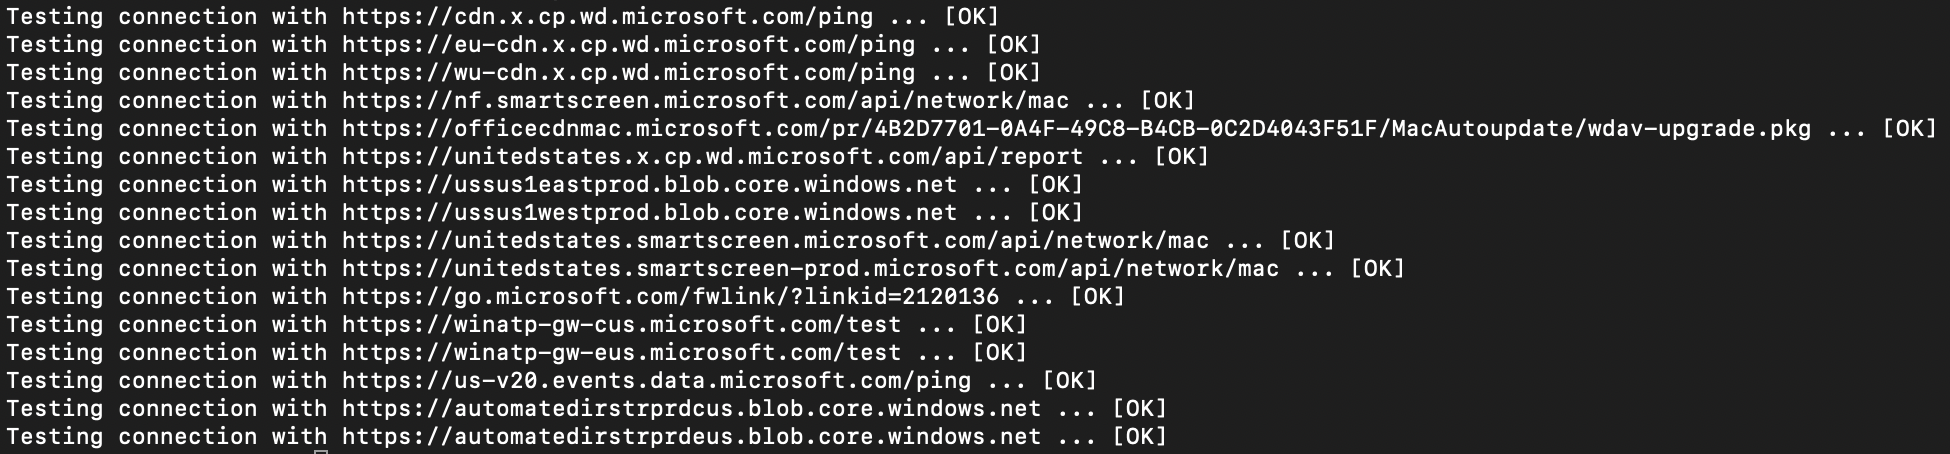 Testing connection with https://cdn.x.cp.wd.microsoft.com/ping ... [OK]
Testing connection with https://eu-cdn.x.cp.wd.microsoft.com/ping ... [OK]
Testing connection with https://wu-cdn.x.cp.wd.microsoft.com/ping ... [OK]
Testing connection with https://nf.smartscreen.microsoft.com/api/network/mac ... [OK]
Testing connection with https://officecdnmac.microsoft.com/pr/4B2D7701-0A4F-49C8-B4CB-0C2D4043F51F/MacAutoupdate/wdav-upgrade.pkg ... [OK]
Testing connection with https://unitedstates.x.cp.wd.microsoft.com/api/report ... [OK]
Testing connection with https://ussus1eastprod.blob.core.windows.net ... [OK]
Testing connection with https://ussus1westprod.blob.core.windows.net ... [OK]
Testing connection with https://unitedstates.smartscreen.microsoft.com/api/network/mac ... [OK]
Testing connection with https://unitedstates.smartscreen-prod.microsoft.com/api/network/mac ... [OK]
Testing connection with https://go.microsoft.com/fwlink/?linkid=2120136 ... [OK]
Testing connection with https://winatp-gw-cus.microsoft.com/test ... [OK]
Testing connection with https://winatp-gw-eus.microsoft.com/test ... [OK]
Testing connection with https://us-v20.events.data.microsoft.com/ping ... [OK]
Testing connection with https://automatedirstrprdcus.blob.core.windows.net ... [OK]
Testing connection with https://automatedirstrprdeus.blob.core.windows.net ... [OK]